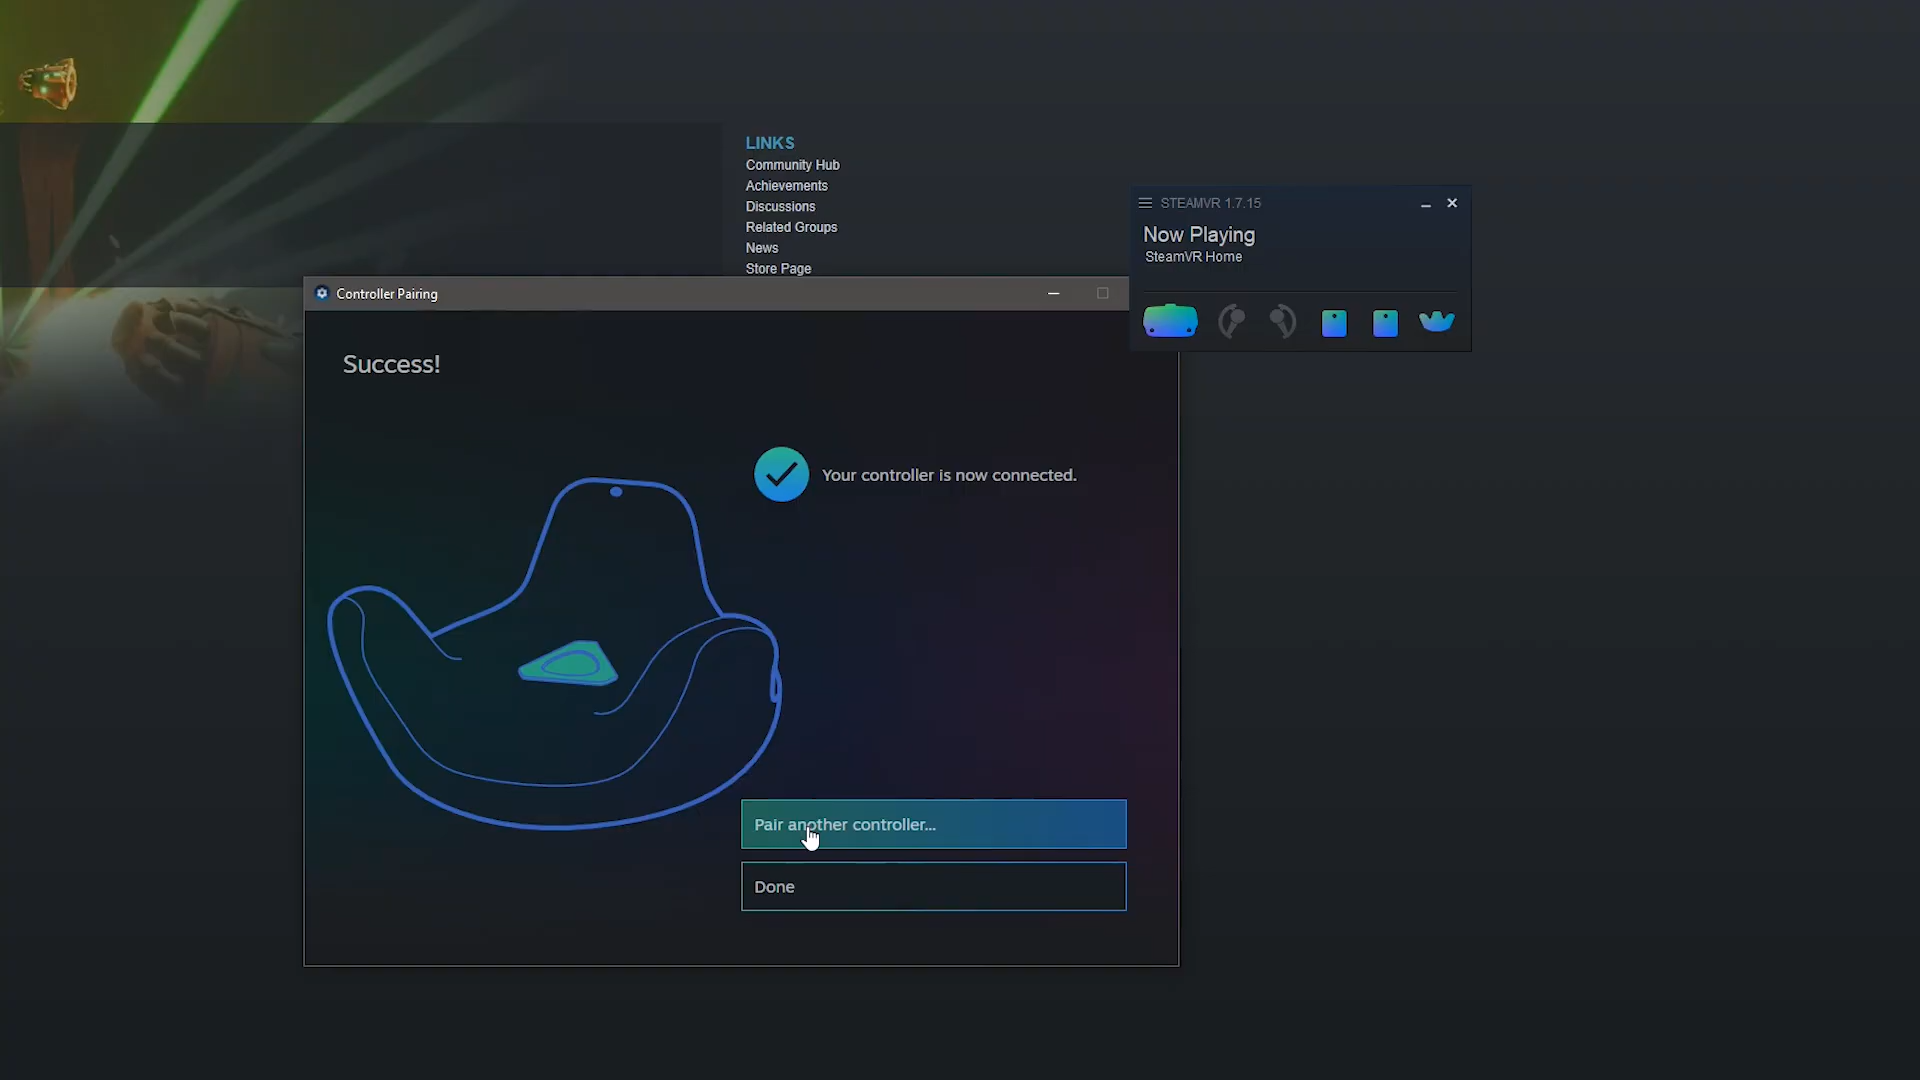 LINKS
Community Hub
Achievements
Discussions
Related Groups
News
Store Page
STEAMVR 1.7.15
Now Playing
SteamVR Home
Controller Pairing
Success!
Your controller is now connected.
Pair another controller...
Done